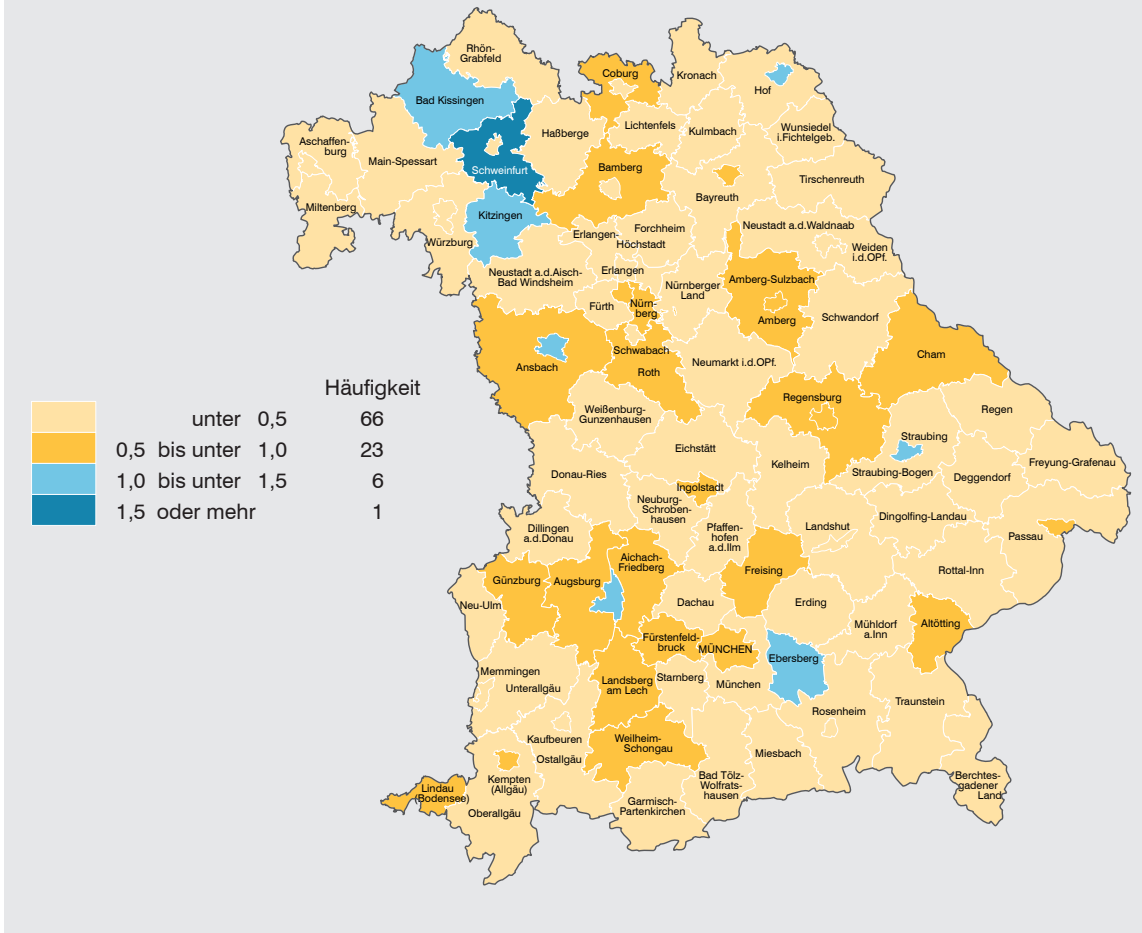 Rhön-
Grabfeld
Coburg
Kronach
Hof
Bad Kissingen
Lichtenfels
Kulmbach
Wunsiedel
i.Fichtelgeb.
Haßberge
Aschaffen-
burg
Main-Spessart
Schweinfurt
Bamberg
Bayreuth
Tirschenreuth
Miltenberg
Kitzingen
Würzburg
Erlangen-
Höchstadt
Forchheim
Neustadt a.d.Waldnaab
Weiden
i.d.OPf.
Neustadt a.d.Aisch-
Bad Windsheim
Erlangen
Fürth
Nürn-
berg
Nürnberger
Land
Amberg-Sulzbach
Amberg
Schwandorf
Ansbach
Schwabach
Roth
Neumarkt i.d.OPf.
Cham
Häufigkeit
unter 0,5 66
0,5 bis unter 1,0 23
1,0 bis unter 1,5 6
1,5 oder mehr 1
Weißenburg-
Gunzenhausen
Regensburg
Regen
Eichstätt
Straubing
Kelheim
Straubing-Bogen
Freyung-Grafenau
Deggendorf
Donau-Ries
Ingolstadt
Neuburg-
Schroben-
hausen
Dillingen
a.d.Donau
Pfaffen-
hofen
a.d.Ilm
Landshut
Dingolfing-Landau
Passau
Rottal-Inn
Günzburg
Augsburg
Aichach-
Friedberg
Freising
Neu-Ulm
Dachau
Erding
Mühldorf
a.Inn
Altötting
Fürstenfeld-
bruck
MÜNCHEN
Ebersberg
Memmingen
Unterallgäu
Landsberg
am Lech
Starnberg
München
Rosenheim
Traunstein
Kaufbeuren
Ostallgäu
Weilheim-
Schongau
Miesbach
Bad Tölz-
Wolfrats-
hausen
Berchtes-
gadener
Land
Kempten
(Allgäu)
Lindau
(Bodensee)
Oberallgäu
Garmisch-
Partenkirchen